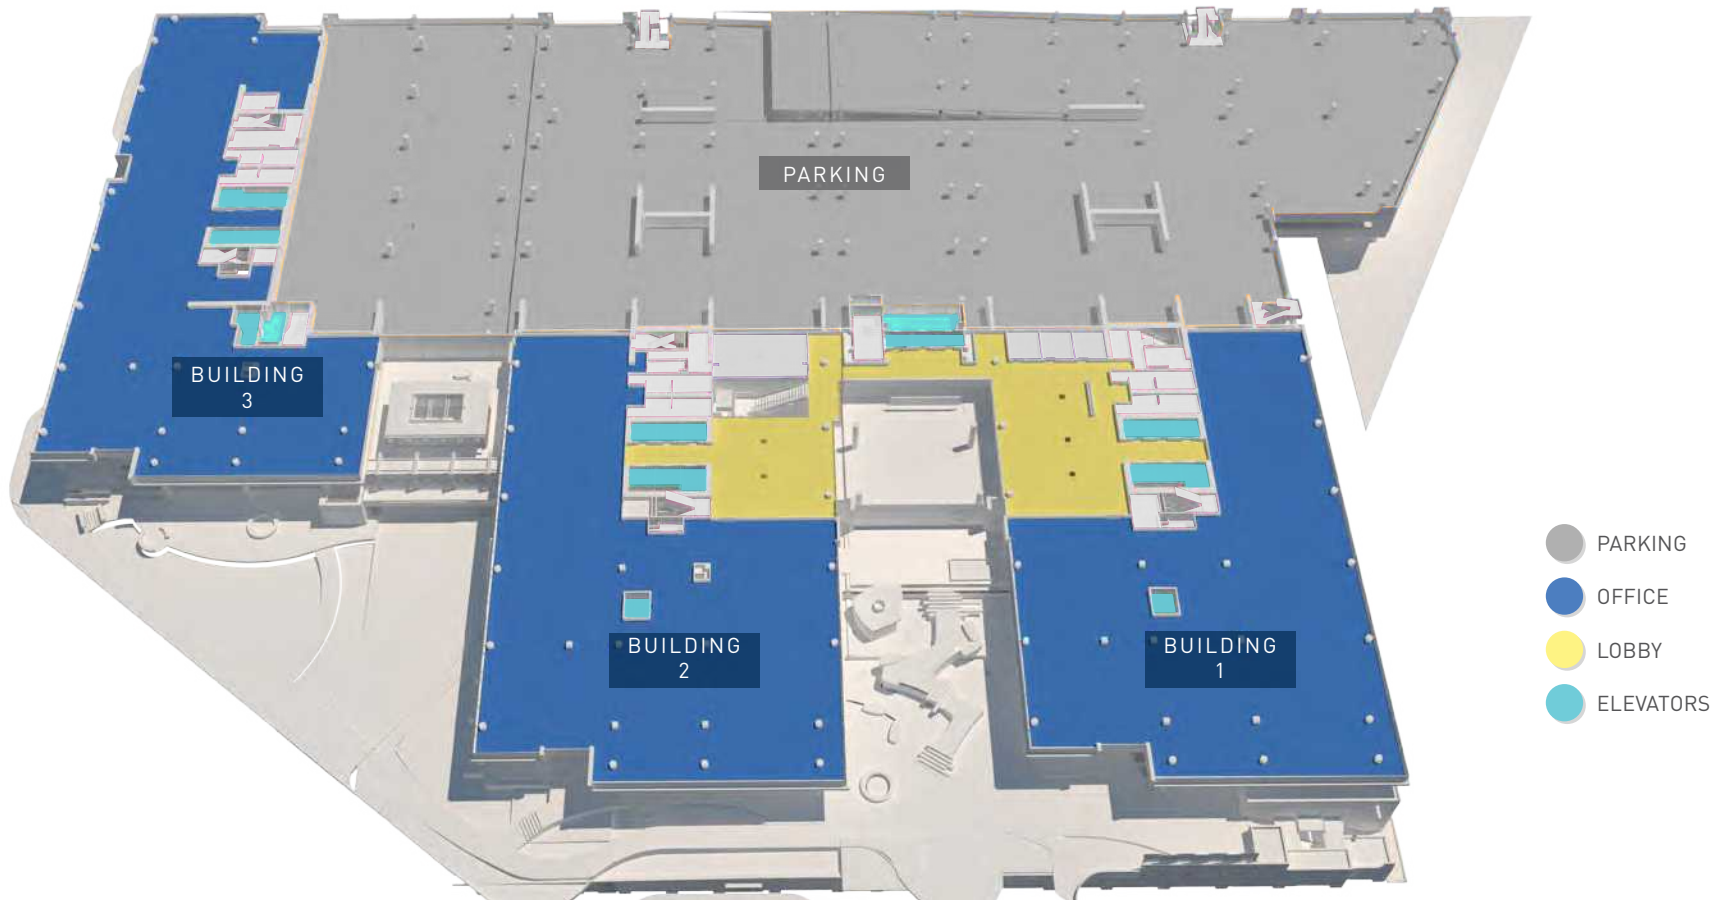 PARKING
BUILDING
3
BUILDING
2
BUILDING
1
PARKING
OFFICE
LOBBY
ELEVATORS